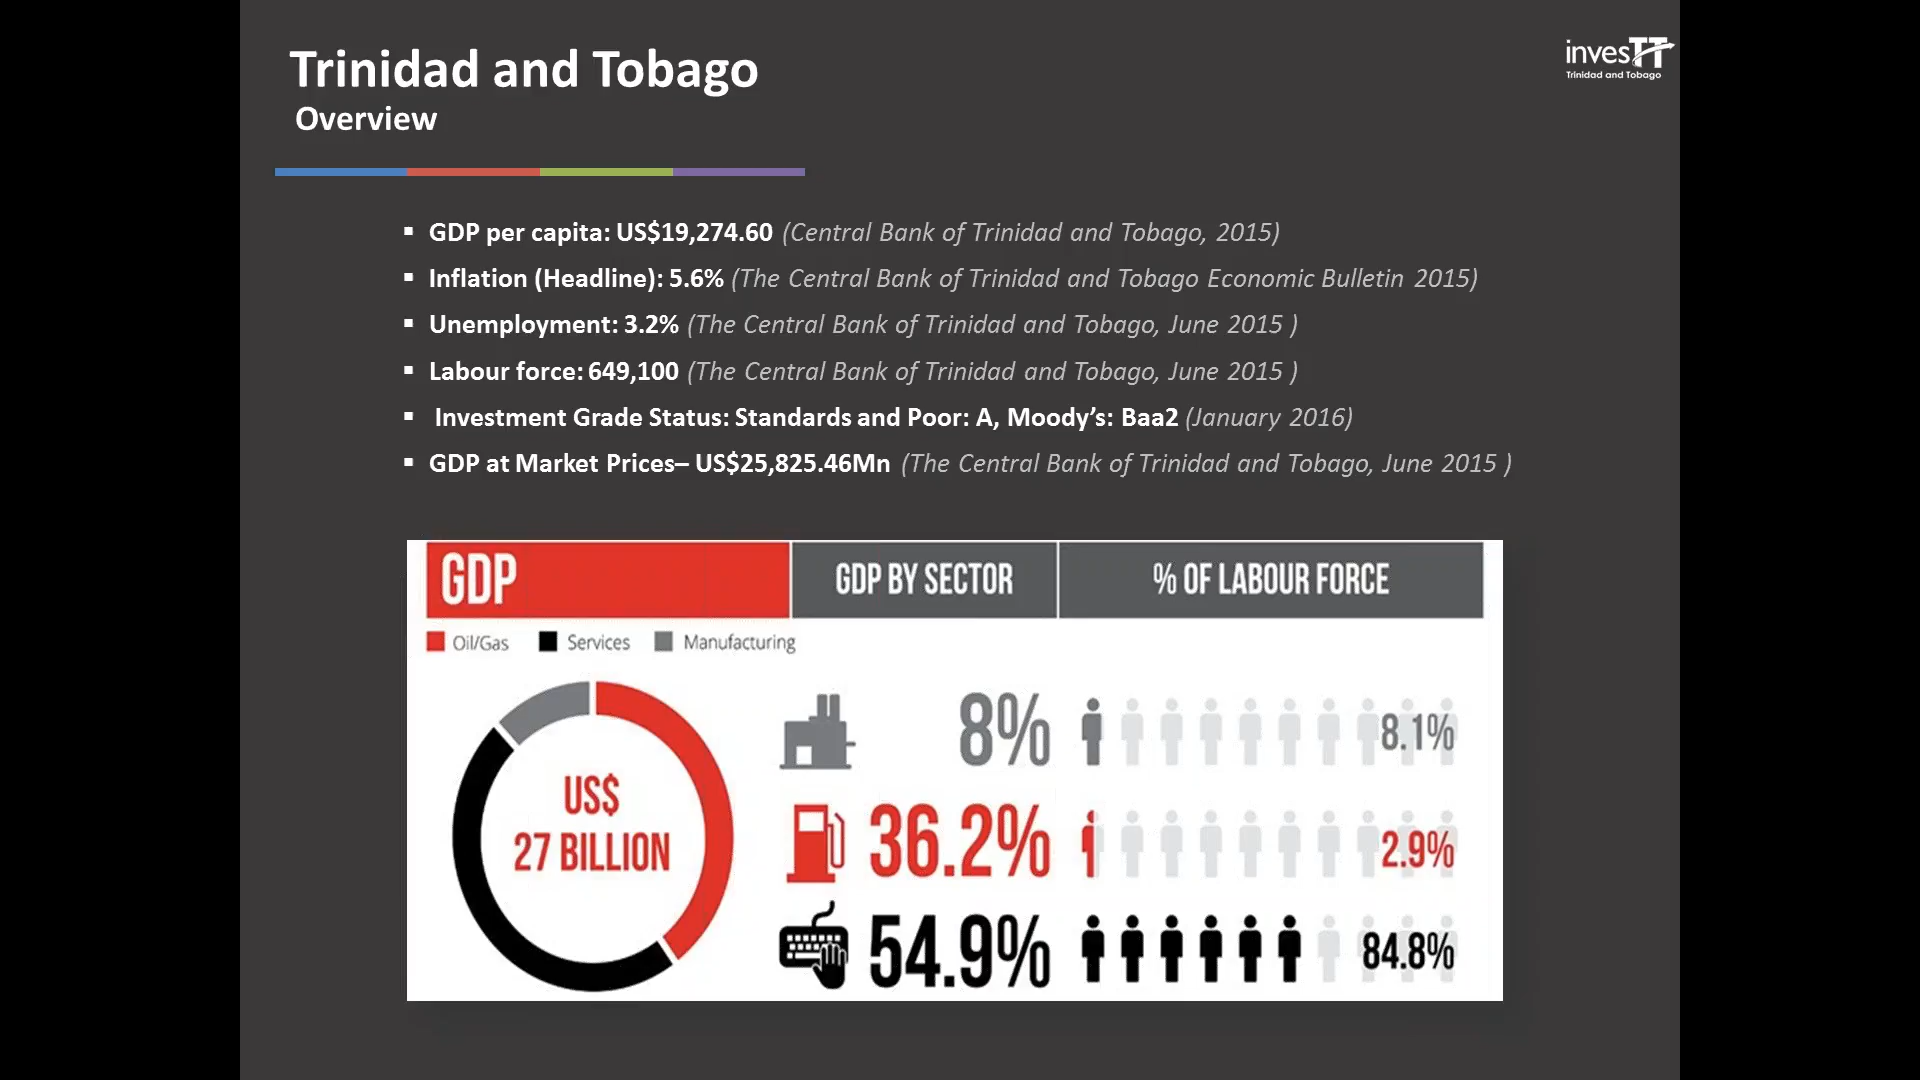 Trinidad and Tobago
Overview
invesTT
Trinidad and Tobago
▪ GDP per capita: US$19,274.60 (Central Bank of Trinidad and Tobago, 2015)
▪ Inflation (Headline): 5.6% (The Central Bank of Trinidad and Tobago Economic Bulletin 2015)
▪ Unemployment: 3.2% (The Central Bank of Trinidad and Tobago, June 2015 )
▪ Labour force: 649,100 (The Central Bank of Trinidad and Tobago, June 2015 )
▪ Investment Grade Status: Standards and Poor: A, Moody’s: Baa2 (January 2016)
▪ GDP at Market Prices– US$25,825.46Mn (The Central Bank of Trinidad and Tobago, June 2015 )
GDP GDP BY SECTOR % OF LABOUR FORCE
Oil/Gas Services Manufacturing
US$
27 BILLION
8% 8.1%
36.2% 2.9%
54.9% 84.8%